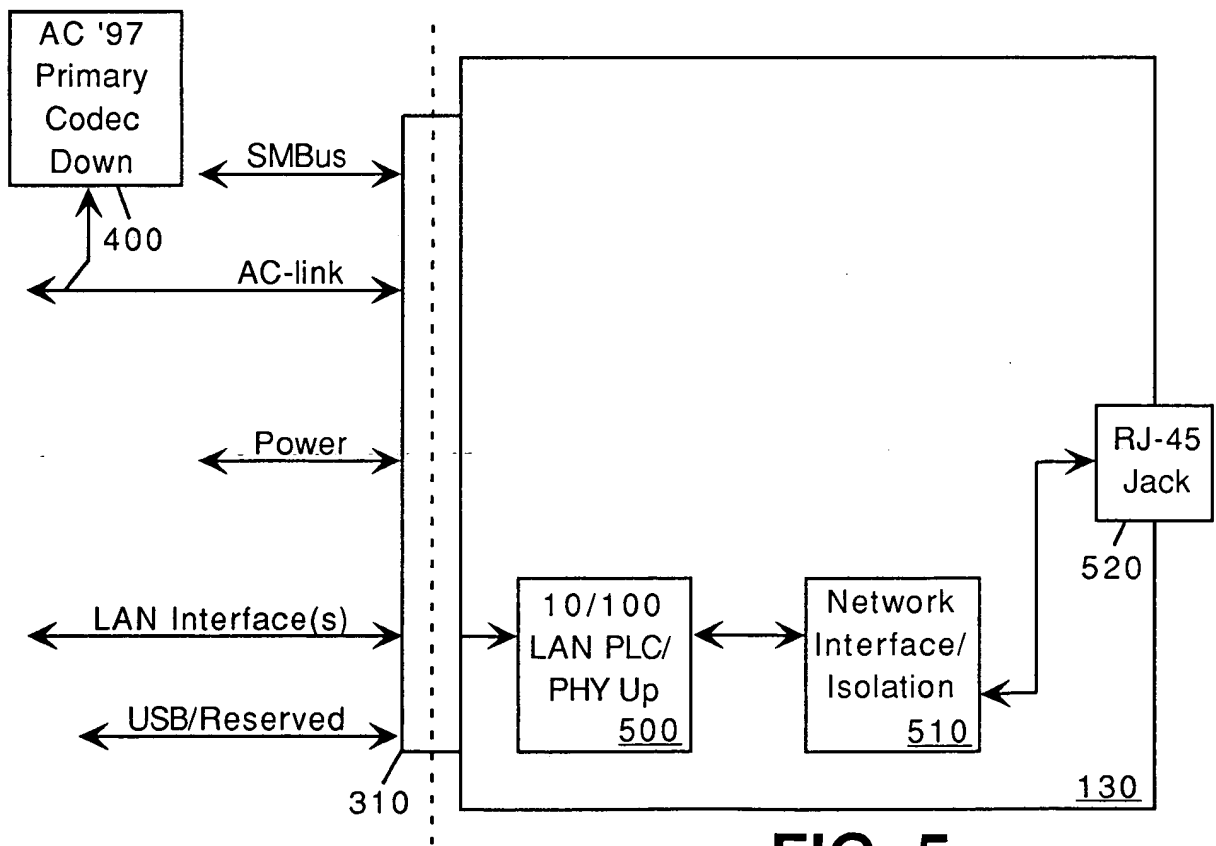 AC '97
Primary
Codec
Down
400
SMBus
AC-link
Power
LAN Interface(s)
USB/Reserved
310
10/100
LAN PLC/
PHY Up
500
Network
Interface/
Isolation
510
RJ-45
Jack
520
130
FIG. 5